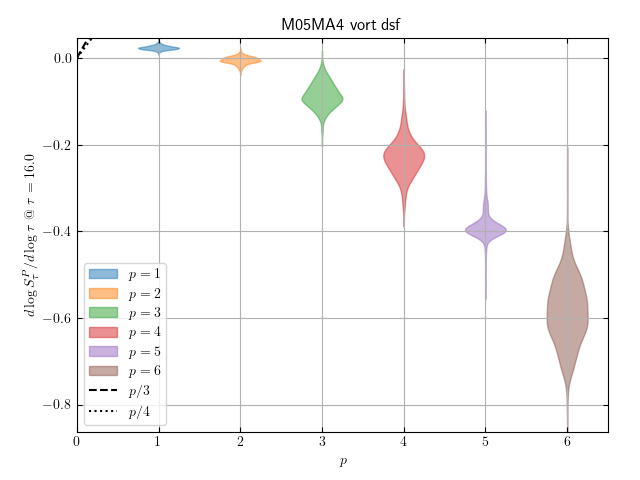 M05MA4 vort dsf
d log S_τ^P / d log τ @ τ = 16.0
0.0
−0.2
−0.4
−0.6
−0.8
p = 1
p = 2
p = 3
p = 4
p = 5
p = 6
p/3
p/4
0 1 2 3 4 5 6
p